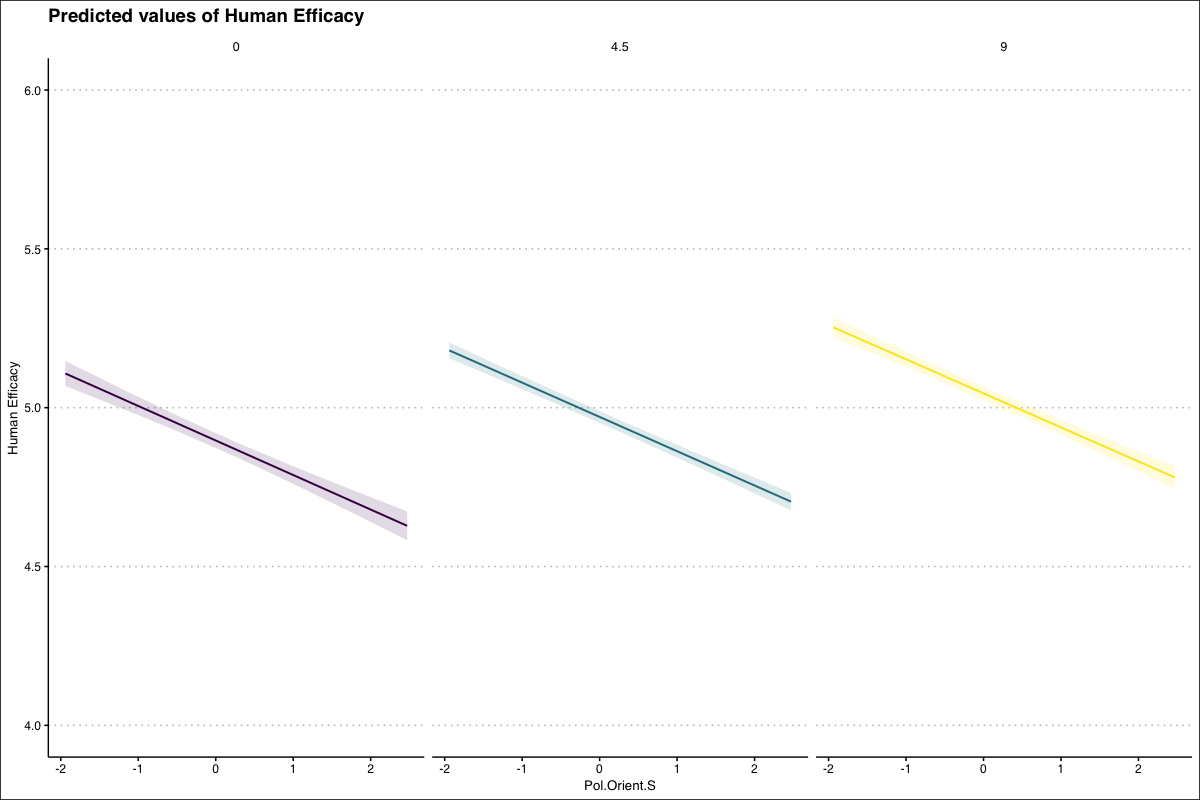 Predicted values of Human Efficacy
0 4.5 9
6.0
5.5
5.0
4.5
4.0
Human Efficacy
-2 -1 0 1 2 -2 -1 0 1 2 -2 -1 0 1 2
Pol.Orient.S